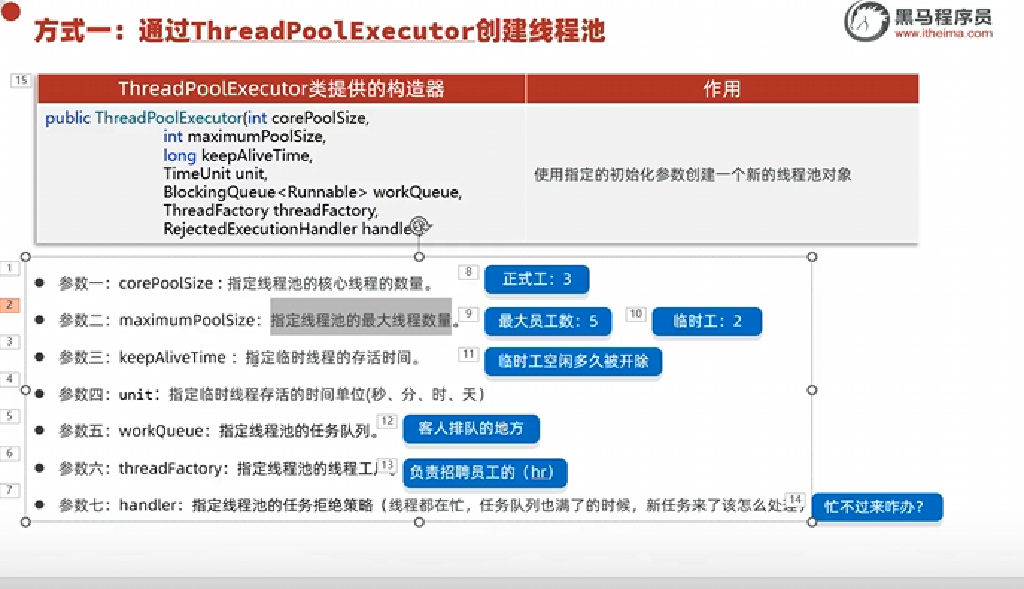 方式一：通过ThreadPoolExecutor创建线程池
黑马程序员
www.itheima.com
15
ThreadPoolExecutor类提供的构造器
作用
public ThreadPoolExecutor(int corePoolSize,
int maximumPoolSize,
long keepAliveTime,
TimeUnit unit,
BlockingQueue<Runnable> workQueue,
ThreadFactory threadFactory,
RejectedExecutionHandler handle
使用指定的初始化参数创建一个新的线程池对象
1
参数一：corePoolSize : 指定线程池的核心线程的数量。
8
正式工：3
2
参数二：maximumPoolSize：指定线程池的最大线程数量。
9
最大员工数：5
10
临时工：2
3
参数三：keepAliveTime ：指定临时线程的存活时间。
11
临时工空闲多久被开除
4
参数四：unit：指定临时线程存活的时间单位(秒、分、时、天)
5
参数五：workQueue：指定线程池的任务队列。
12
客人排队的地方
6
参数六：threadFactory：指定线程池的线程工
13
负责招聘员工的（hr）
7
参数七：handler：指定线程池的任务拒绝策略（线程都在忙，任务队列也满了的时候，新任务来了该怎么处理
14
忙不过来咋办？